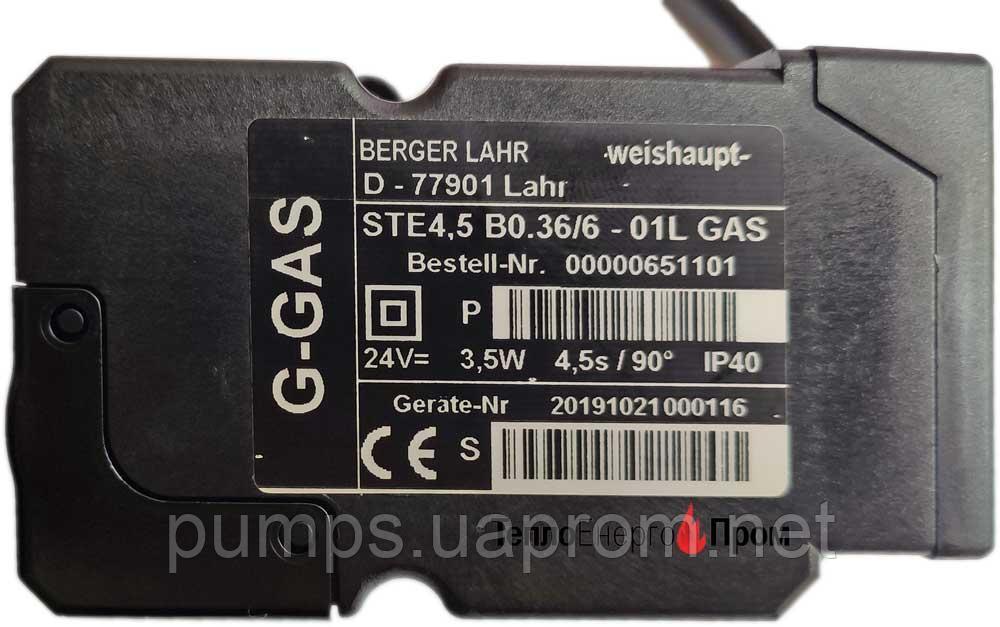 BERGER LAHR weishaupt
D - 77901 Lahr
G-GAS
STE4,5 B0.36/6 - 01L GAS
Bestell-Nr. 00000651101
P
24V= 3,5W 4,5s / 90° IP40
Geräte-Nr 20191021000116
CE S
ТеплоЕнергоПром
pumps.uaprom.net